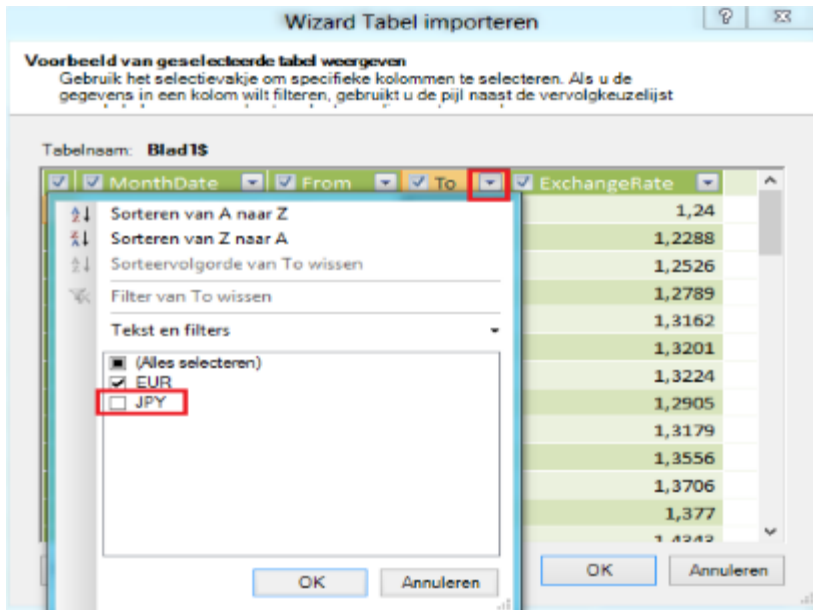 Wizard Tabel importeren
Voorbeeld van geselecteerde tabel weergeven
Gebruik het selectievakje om specifieke kolommen te selecteren. Als u de
gegevens in een kolom wilt filteren, gebruikt u de pijl naast de vervolgkeuzelijst
Tabelnaam: Blad1$
MonthDate From To ExchangeRate
Sorteren van A naar Z
Sorteren van Z naar A
Sorteervolgorde van To wissen
Filter van To wissen
Tekst en filters
(Alles selecteren)
EUR
JPY
OK Annuleren
1,24
1,2288
1,2526
1,2789
1,3162
1,3201
1,3224
1,2905
1,3179
1,3556
1,3706
1,377
1,4343
OK Annuleren